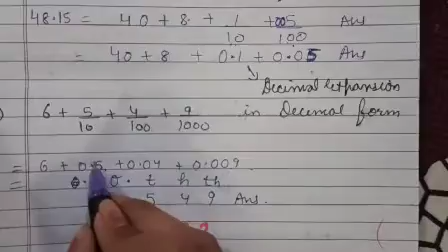 48.15 = 40 + 8 + 1/10 + 05/100 Ans
= 40 + 8 + 0.1 + 0.05 Ans
Decimal expansion
6 + 5/10 + 4/100 + 9/1000 in Decimal form
= 6 + 0.5 + 0.04 + 0.009
= O. t h th
5 4 9 Ans.